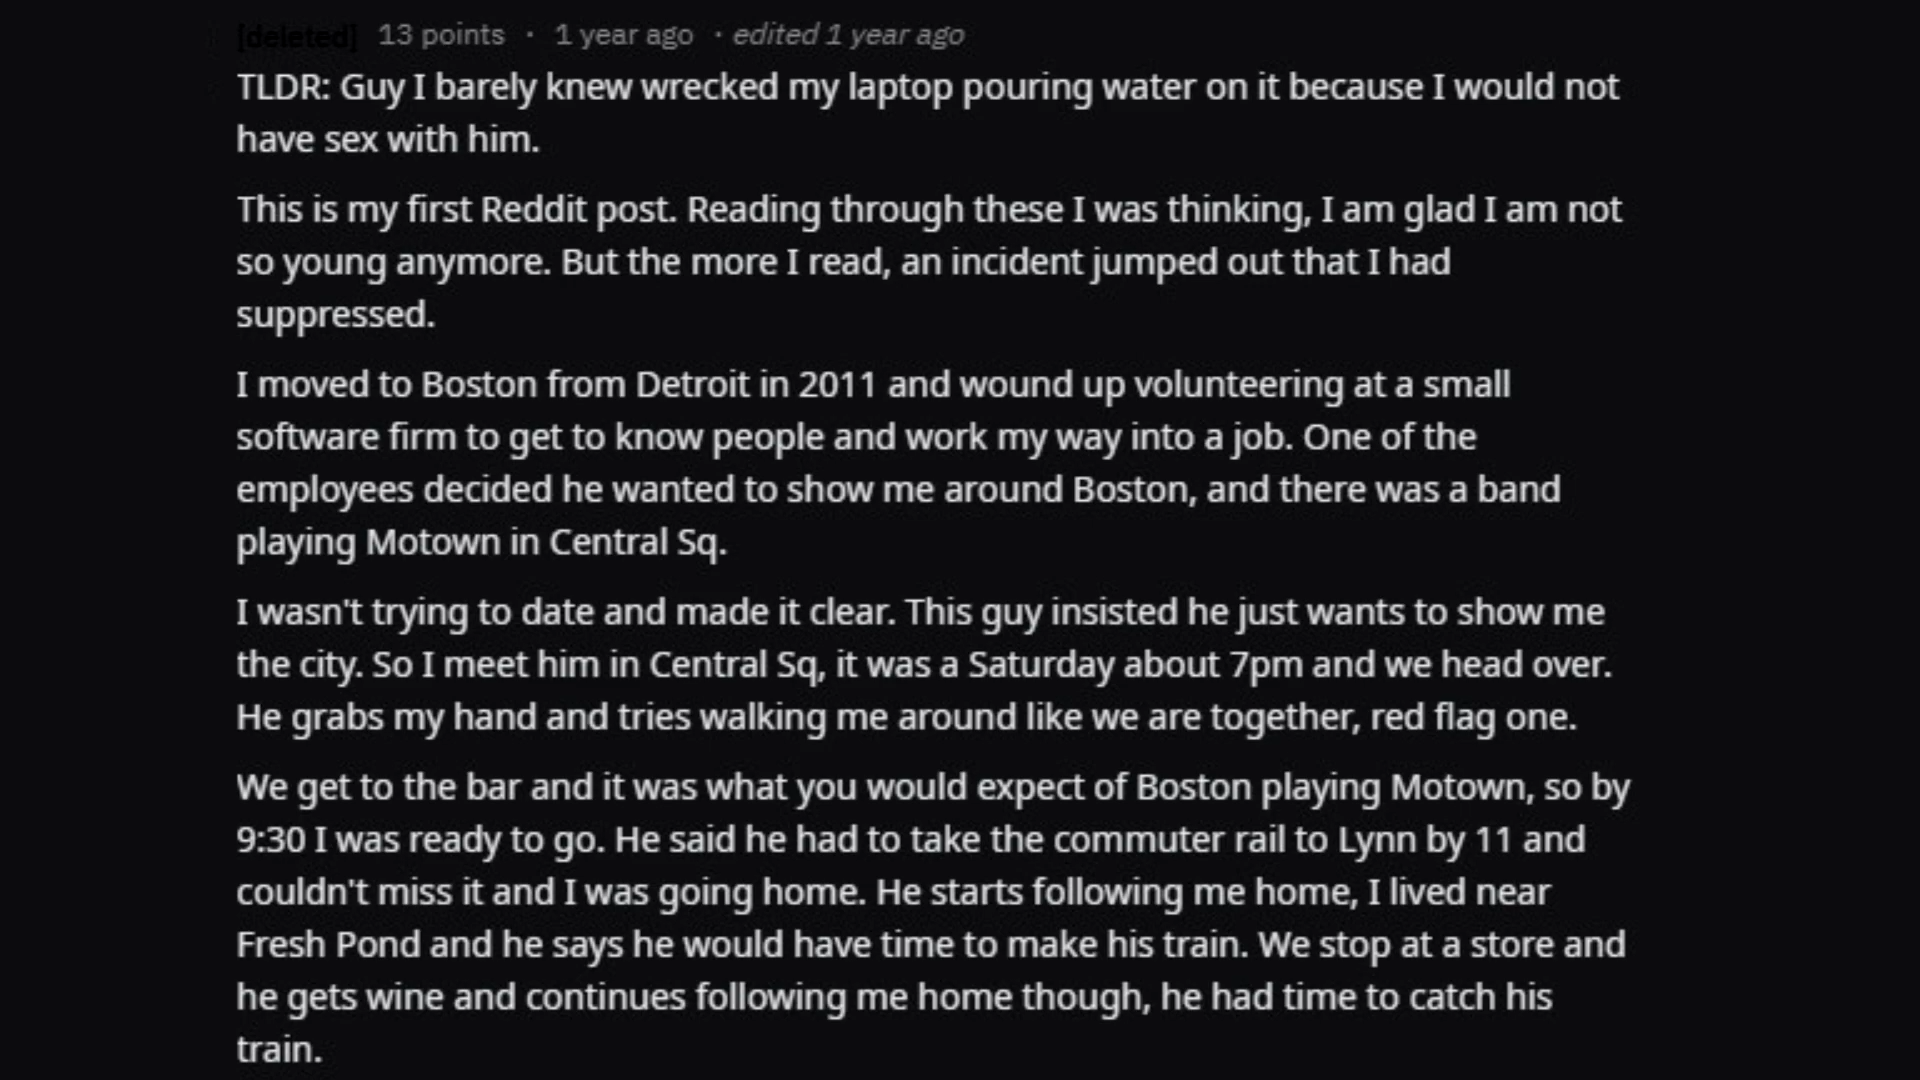 [deleted] 13 points · 1 year ago · edited 1 year ago
TLDR: Guy I barely knew wrecked my laptop pouring water on it because I would not
have sex with him.
This is my first Reddit post. Reading through these I was thinking, I am glad I am not
so young anymore. But the more I read, an incident jumped out that I had
suppressed.
I moved to Boston from Detroit in 2011 and wound up volunteering at a small
software firm to get to know people and work my way into a job. One of the
employees decided he wanted to show me around Boston, and there was a band
playing Motown in Central Sq.
I wasn't trying to date and made it clear. This guy insisted he just wants to show me
the city. So I meet him in Central Sq, it was a Saturday about 7pm and we head over.
He grabs my hand and tries walking me around like we are together, red flag one.
We get to the bar and it was what you would expect of Boston playing Motown, so by
9:30 I was ready to go. He said he had to take the commuter rail to Lynn by 11 and
couldn't miss it and I was going home. He starts following me home, I lived near
Fresh Pond and he says he would have time to make his train. We stop at a store and
he gets wine and continues following me home though, he had time to catch his
train.